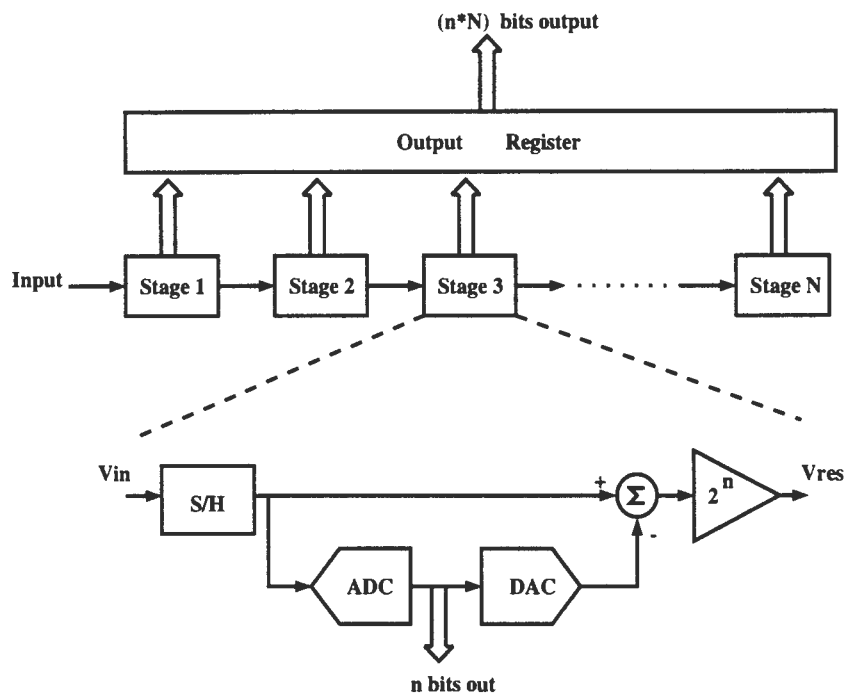 (n*N) bits output
Output Register
Input
Stage 1
Stage 2
Stage 3
. . . . . . .
Stage N
Vin
S/H
+
Σ
-
2^n
Vres
ADC
DAC
n bits out